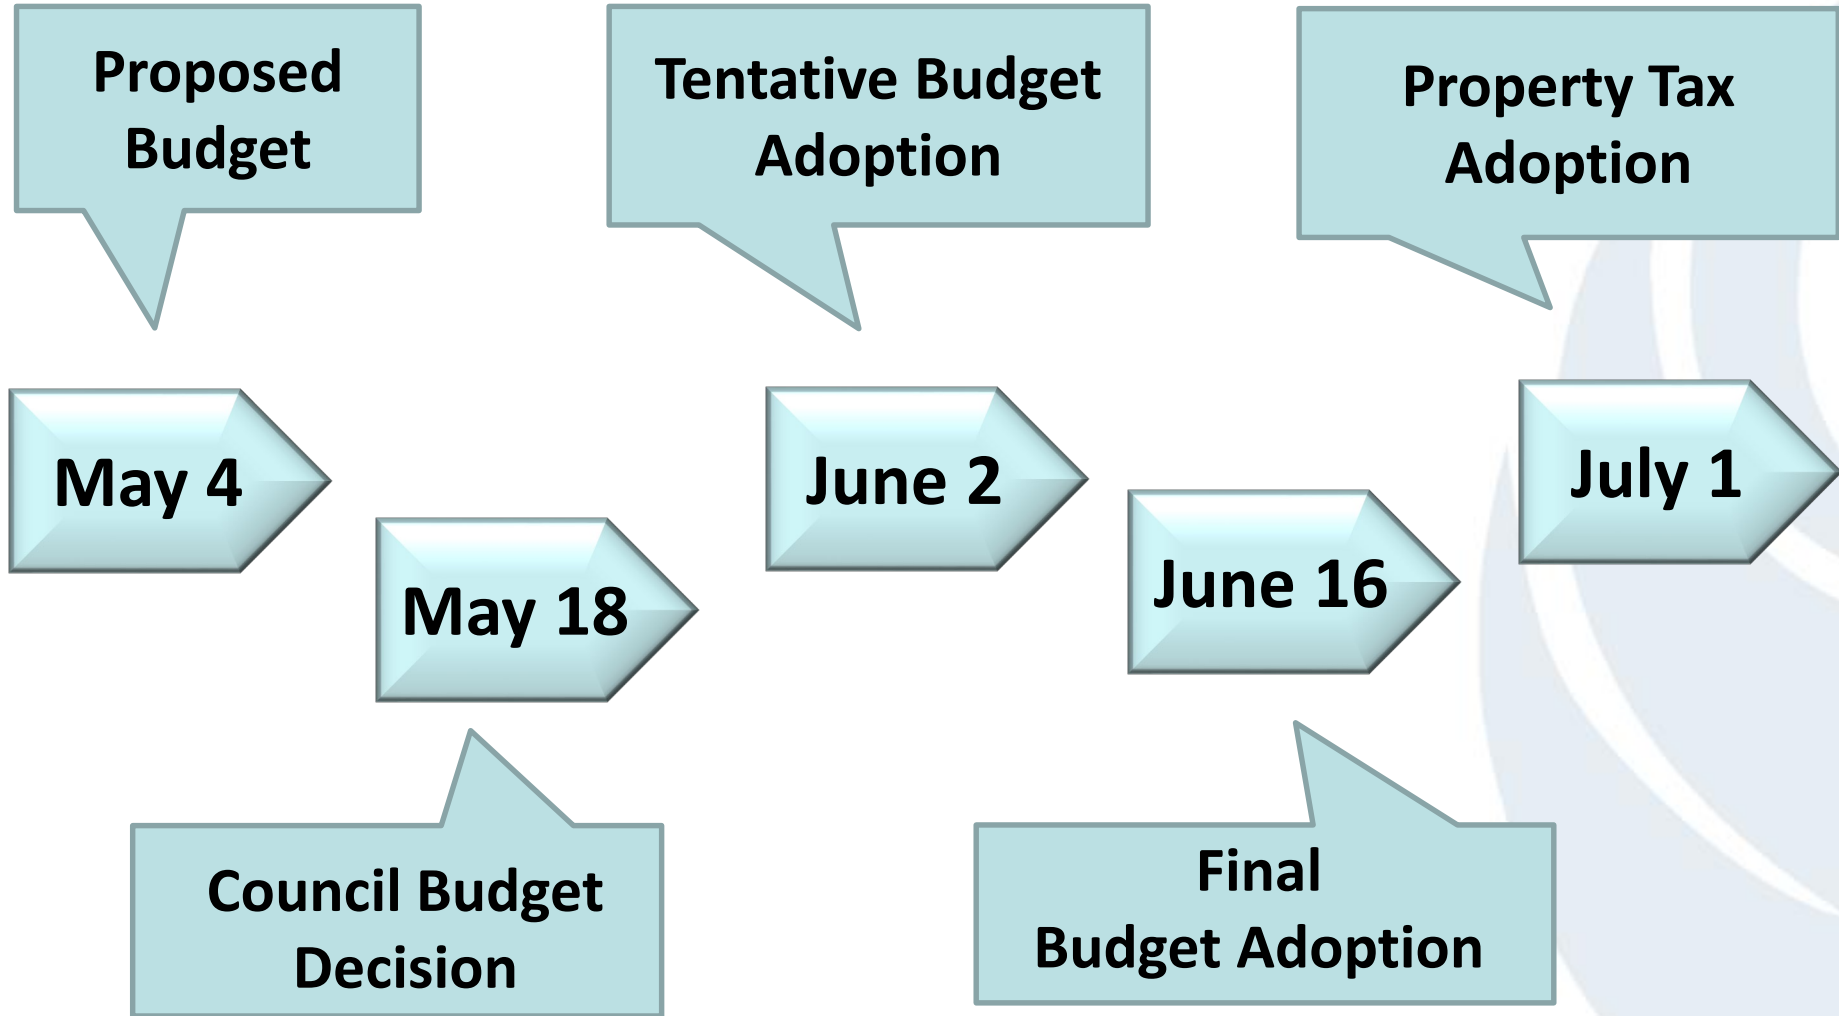 Proposed
Budget
Tentative Budget
Adoption
Property Tax
Adoption
May 4
May 18
June 2
June 16
July 1
Council Budget
Decision
Final
Budget Adoption